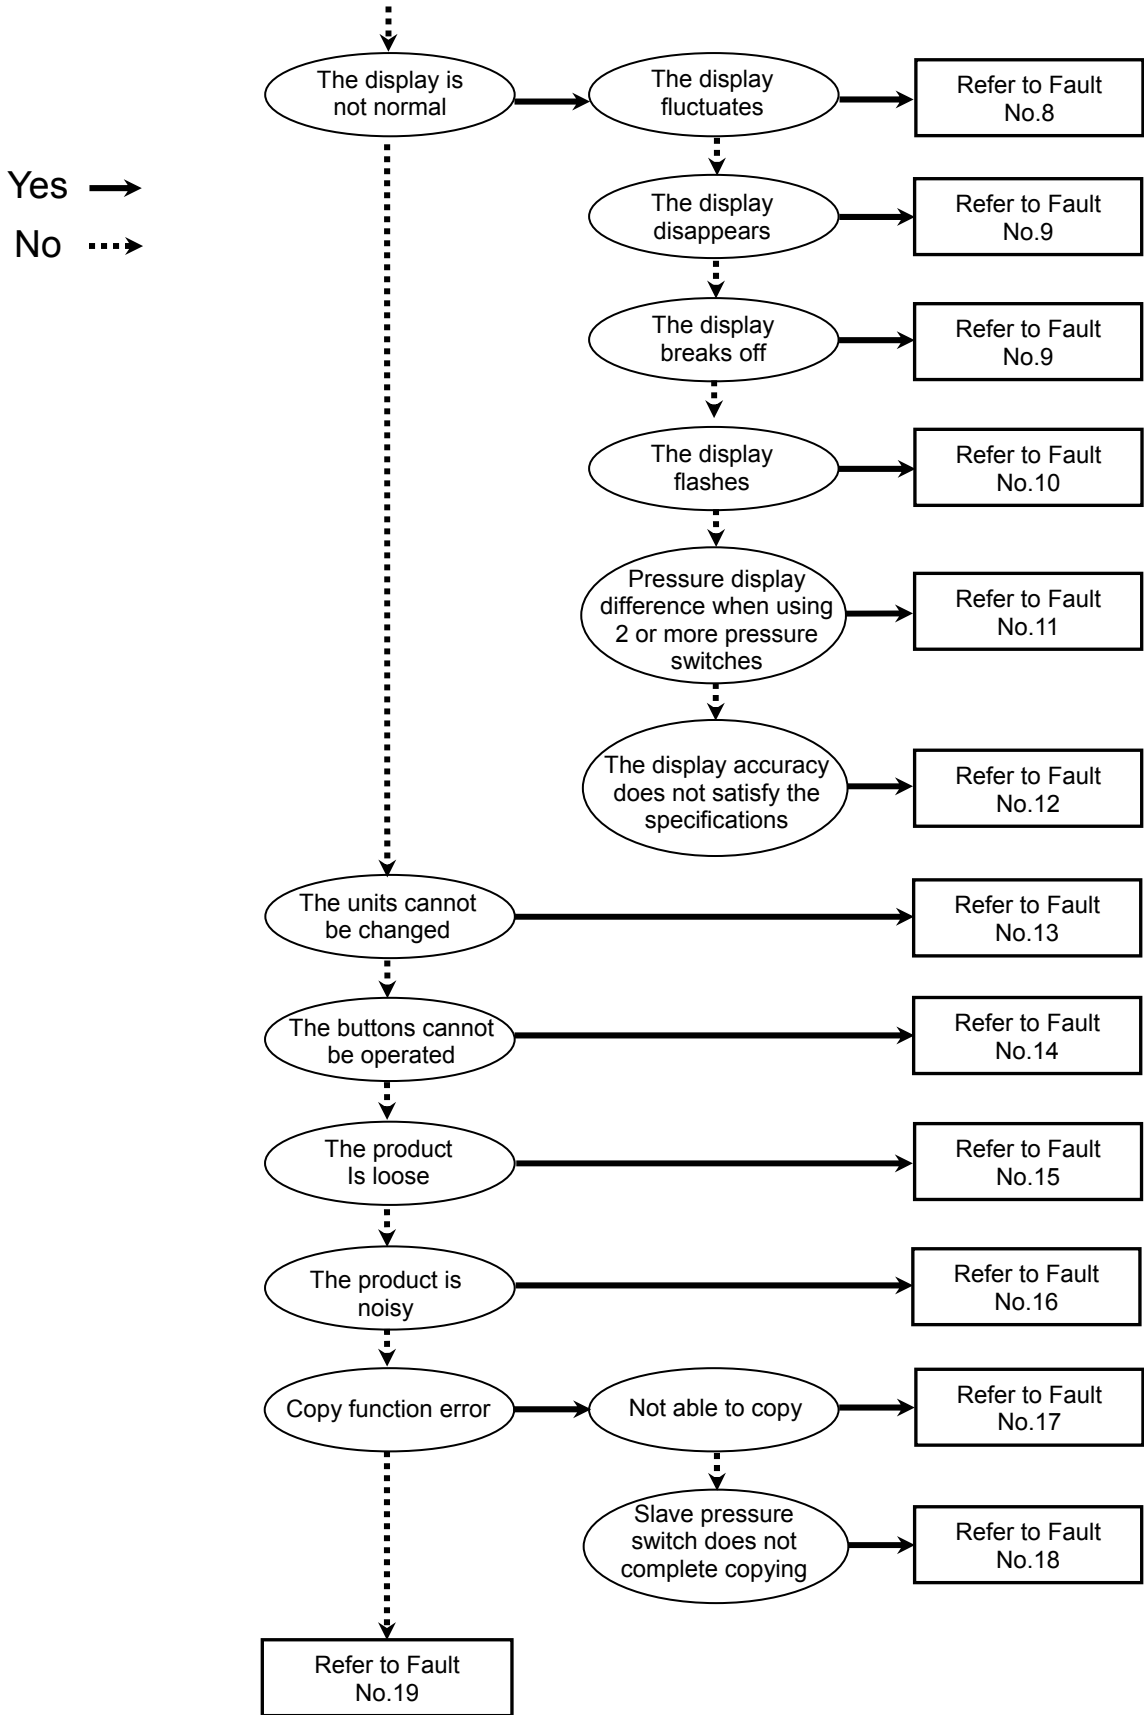 The display is
not normal
The display
fluctuates
Refer to Fault
No.8
Yes
No
The display
disappears
Refer to Fault
No.9
The display
breaks off
Refer to Fault
No.9
The display
flashes
Refer to Fault
No.10
Pressure display
difference when using
2 or more pressure
switches
Refer to Fault
No.11
The display accuracy
does not satisfy the
specifications
Refer to Fault
No.12
The units cannot
be changed
Refer to Fault
No.13
The buttons cannot
be operated
Refer to Fault
No.14
The product
Is loose
Refer to Fault
No.15
The product is
noisy
Refer to Fault
No.16
Copy function error
Not able to copy
Refer to Fault
No.17
Slave pressure
switch does not
complete copying
Refer to Fault
No.18
Refer to Fault
No.19